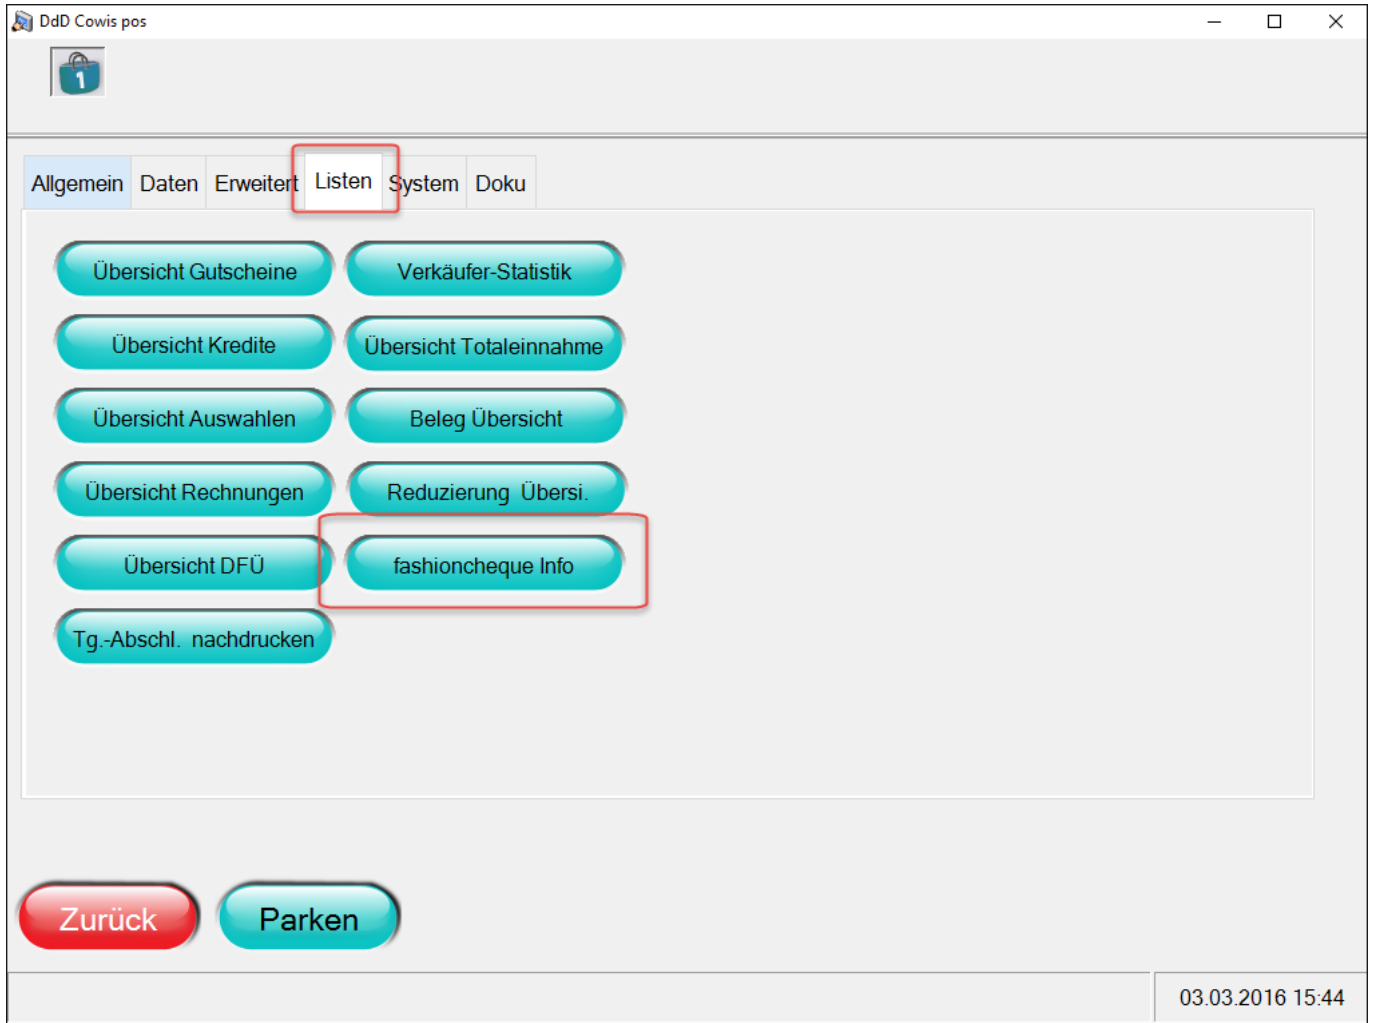 DdD Cowis pos
1
Allgemein Daten Erweitert Listen System Doku
Übersicht Gutscheine Verkäufer-Statistik
Übersicht Kredite Übersicht Totaleinnahme
Übersicht Auswahlen Beleg Übersicht
Übersicht Rechnungen Reduzierung Übersi.
Übersicht DFÜ fashioncheque Info
Tg.-Abschl. nachdrucken
Zurück Parken
03.03.2016 15:44